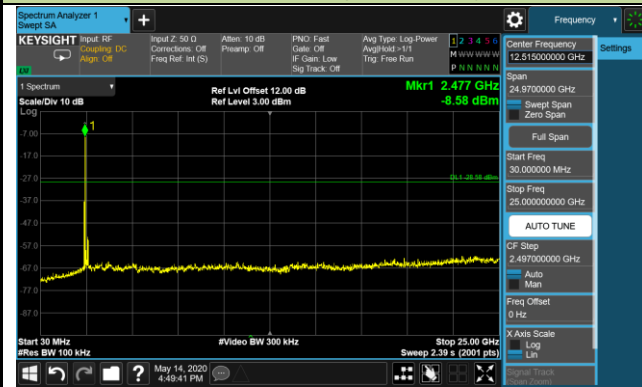 Spectrum Analyzer 1
Swept SA
Frequency
KEYSIGHT
Input: RF
Coupling: DC
Align: Off
Input Z: 50 Ω
Corrections: Off
Freq Ref: Int (S)
Atten: 10 dB
Preamp: Off
PNO: Fast
Gate: Off
IF Gain: Low
Sig Track: Off
Avg Type: Log-Power
Avg|Hold:>1/1
Trig: Free Run
1 2 3 4 5 6
M W W W W W
P N N N N N
1 Spectrum
Scale/Div 10 dB
Log
Ref Lvl Offset 12.00 dB
Ref Level 3.00 dBm
Mkr1 2.477 GHz
-8.58 dBm
1
-7.00
-17.0
-27.0
DL1 -28.58 dBm
-37.0
-47.0
-57.0
-67.0
-77.0
-87.0
Start 30 MHz
#Res BW 100 kHz
#Video BW 300 kHz
Stop 25.00 GHz
Sweep 2.39 s (2001 pts)
May 14, 2020
4:49:41 PM
Center Frequency
12.515000000 GHz
Settings
Span
24.9700000 GHz
Swept Span
Zero Span
Full Span
Start Freq
30.000000 MHz
Stop Freq
25.000000000 GHz
AUTO TUNE
CF Step
2.497000000 GHz
Auto
Man
Freq Offset
0 Hz
X Axis Scale
Log
Lin
Signal Track
(Span Zoom)